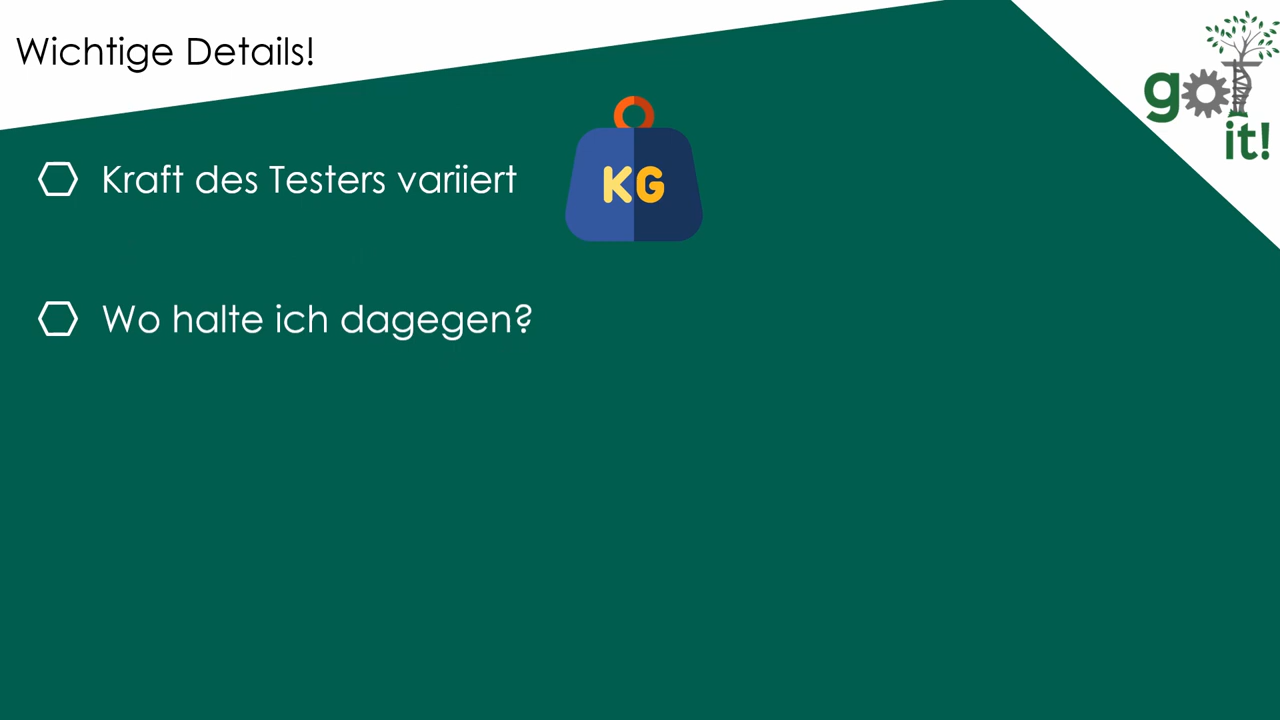 Wichtige Details!
got
it!
Kraft des Testers variiert
KG
Wo halte ich dagegen?